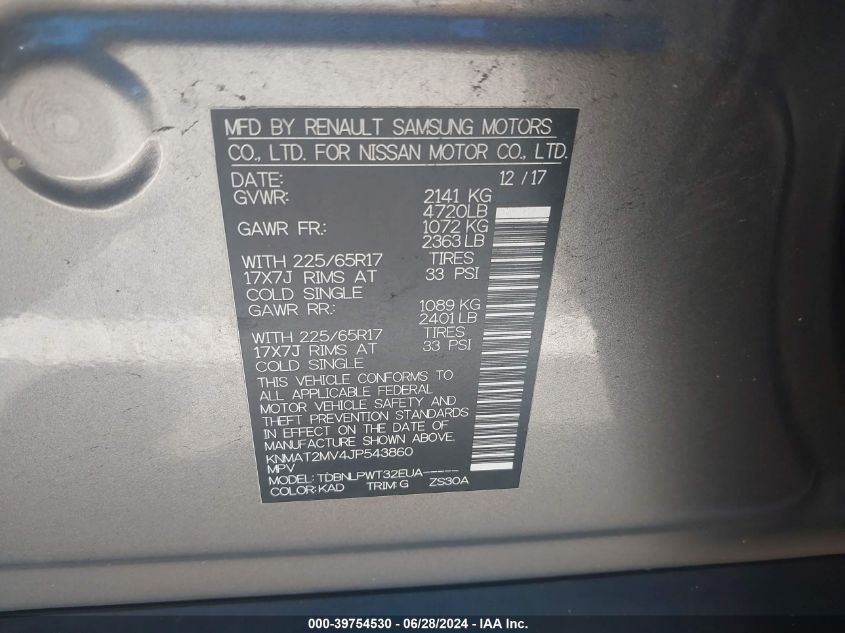 MFD BY RENAULT SAMSUNG MOTORS
CO., LTD. FOR NISSAN MOTOR CO., LTD.
DATE: 12 / 17
GVWR: 2141 KG
4720LB
GAWR FR: 1072 KG
2363LB
WITH 225/65R17 TIRES
17X7J RIMS AT 33 PSI
COLD SINGLE
GAWR RR: 1089 KG
2401LB
WITH 225/65R17 TIRES
17X7J RIMS AT 33 PSI
COLD SINGLE
THIS VEHICLE CONFORMS TO
ALL APPLICABLE FEDERAL
MOTOR VEHICLE SAFETY AND
THEFT PREVENTION STANDARDS
IN EFFECT ON THE DATE OF
MANUFACTURE SHOWN ABOVE.
KNMAT2MV4JP543860
MPV
MODEL: TDBNLPWT32EUA-----
COLOR: KAD TRIM: G ZS30A
000-39754530 - 06/28/2024 - IAA Inc.